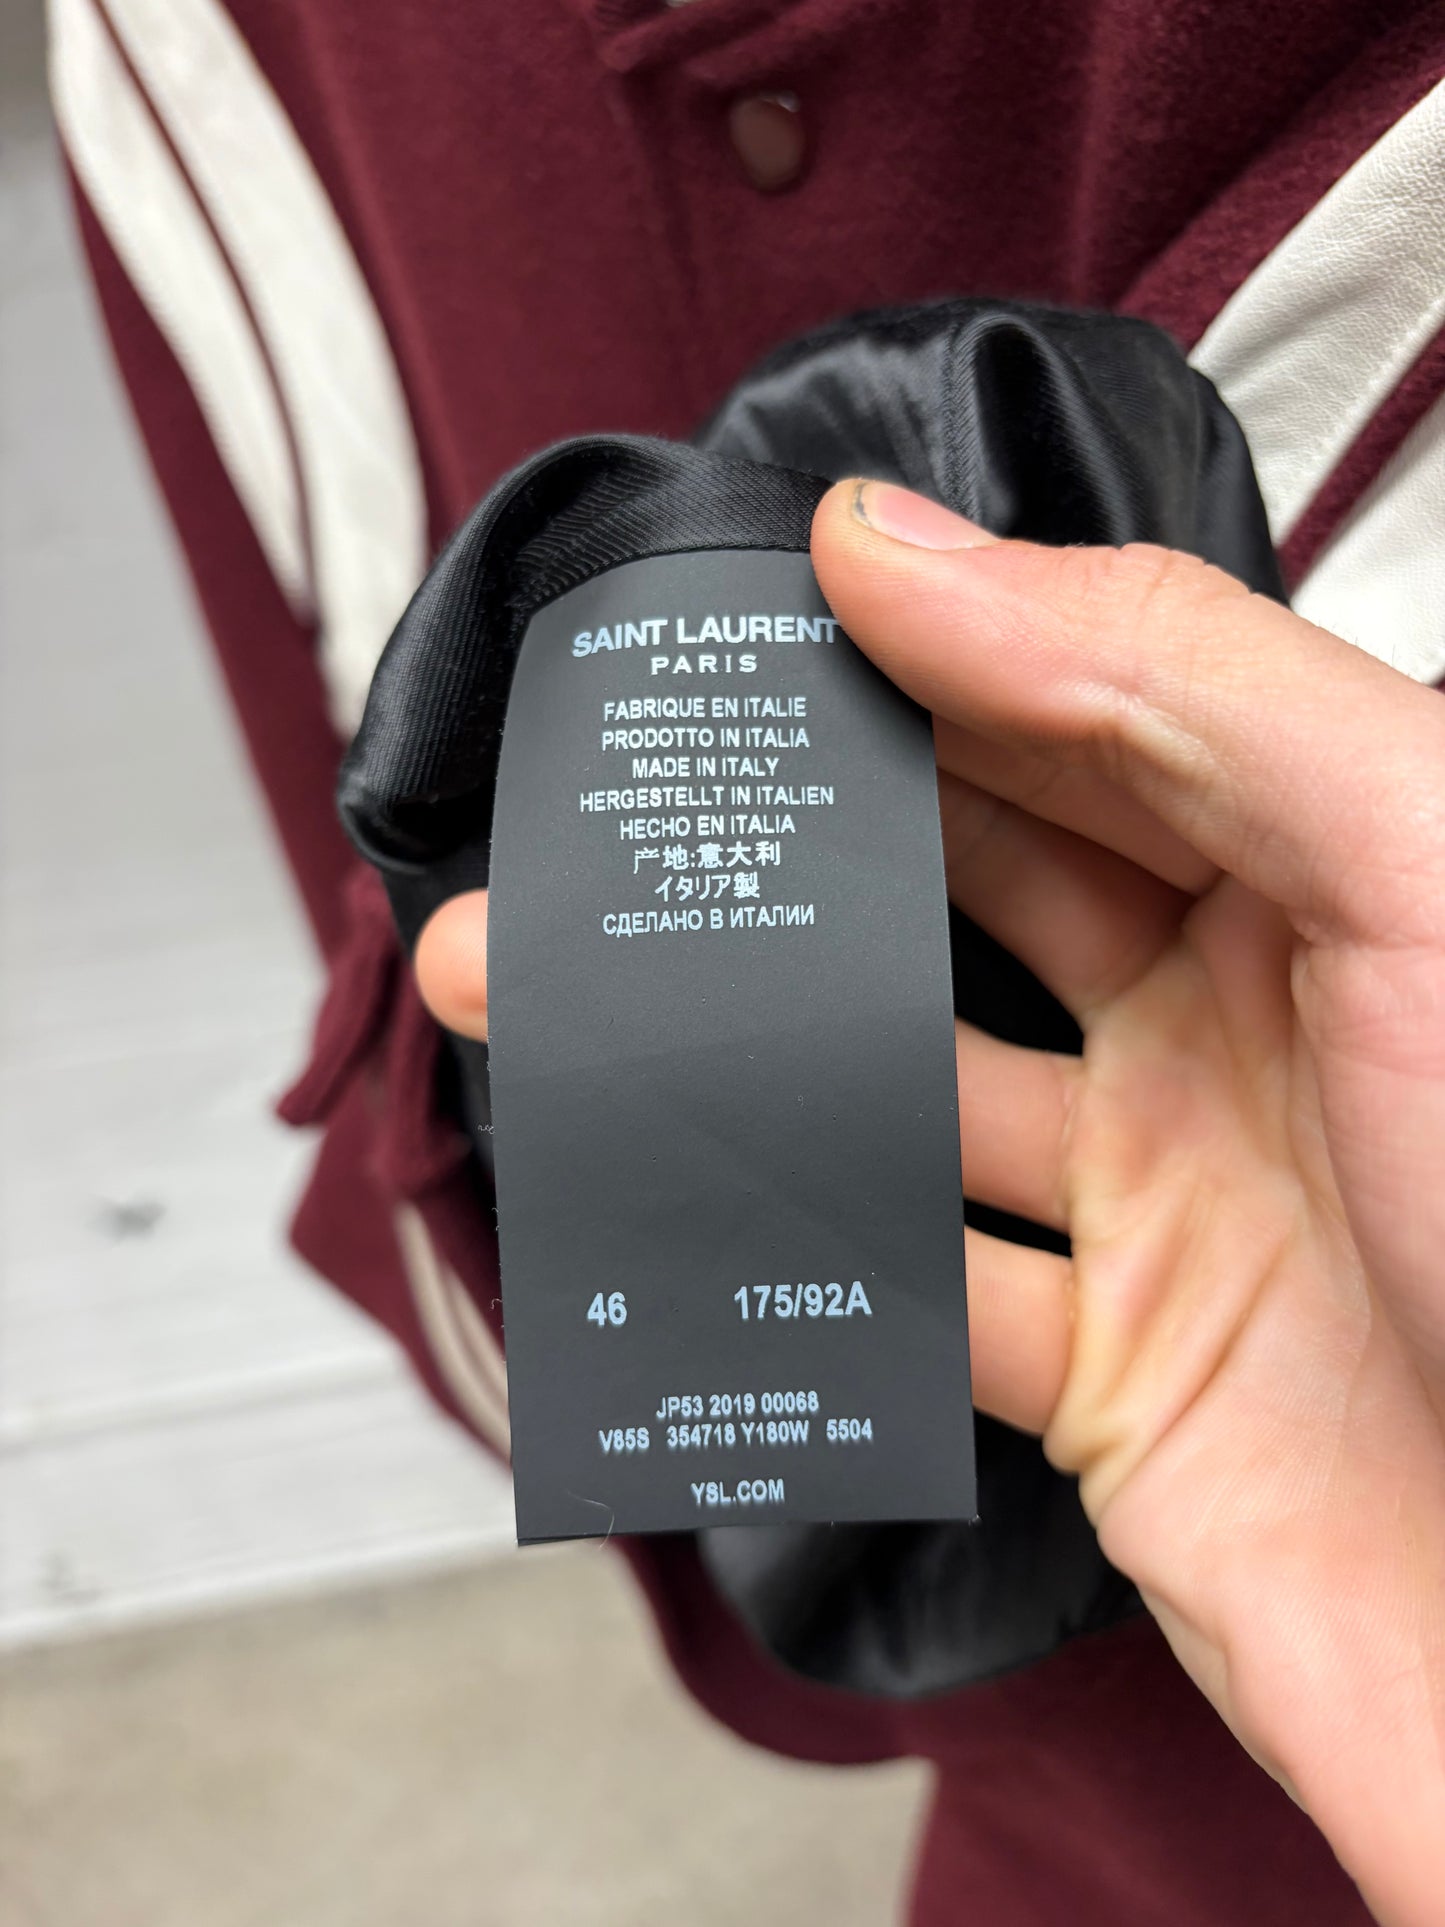 SAINT LAURENT
PARIS
FABRIQUE EN ITALIE
PRODOTTO IN ITALIA
MADE IN ITALY
HERGESTELLT IN ITALIEN
HECHO EN ITALIA
产地:意大利
イタリア製
СДЕЛАНО В ИТАЛИИ
46 175/92A
JP53 2019 00068
V85S 354718 Y180W 5504
YSL.COM